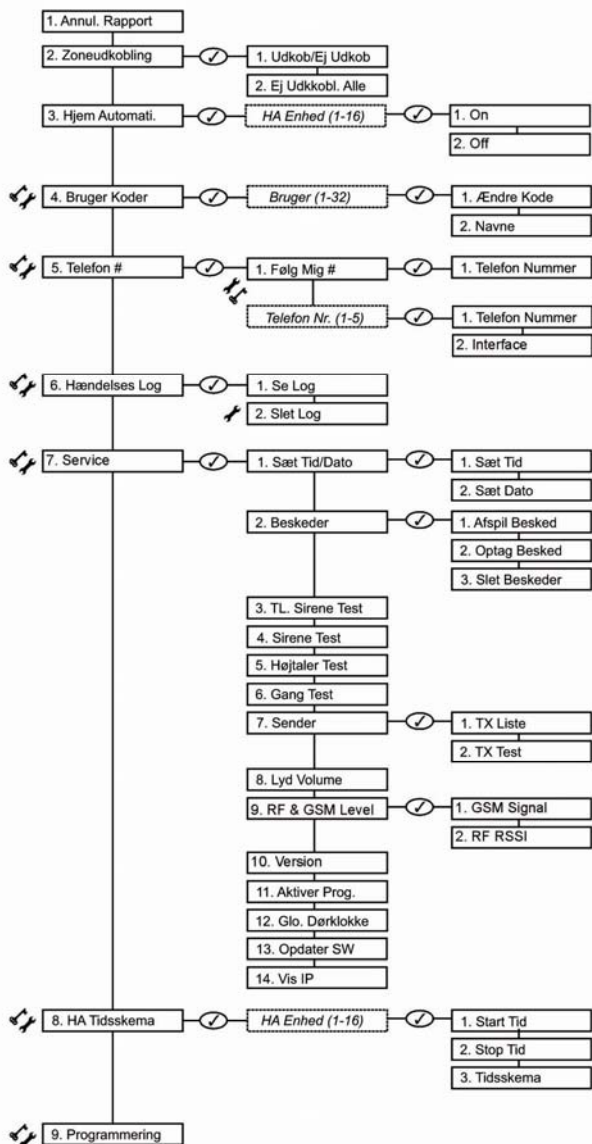 1. Annul. Rapport
2. Zoneudkobling
1. Udkob/Ej Udkob
2. Ej Udkkobl. Alle
3. Hjem Automati.
HA Enhed (1-16)
1. On
2. Off
4. Bruger Koder
Bruger (1-32)
1. Ændre Kode
2. Navne
5. Telefon #
1. Følg Mig #
1. Telefon Nummer
Telefon Nr. (1-5)
1. Telefon Nummer
2. Interface
6. Hændelses Log
1. Se Log
2. Slet Log
7. Service
1. Sæt Tid/Dato
1. Sæt Tid
2. Sæt Dato
2. Beskeder
1. Afspil Besked
2. Optag Besked
3. Slet Beskeder
3. TL. Sirene Test
4. Sirene Test
5. Højtaler Test
6. Gang Test
7. Sender
1. TX Liste
2. TX Test
8. Lyd Volume
9. RF & GSM Level
1. GSM Signal
2. RF RSSI
10. Version
11. Aktiver Prog.
12. Glo. Dørklokke
13. Opdater SW
14. Vis IP
8. HA Tidsskema
HA Enhed (1-16)
1. Start Tid
2. Stop Tid
3. Tidsskema
9. Programmering